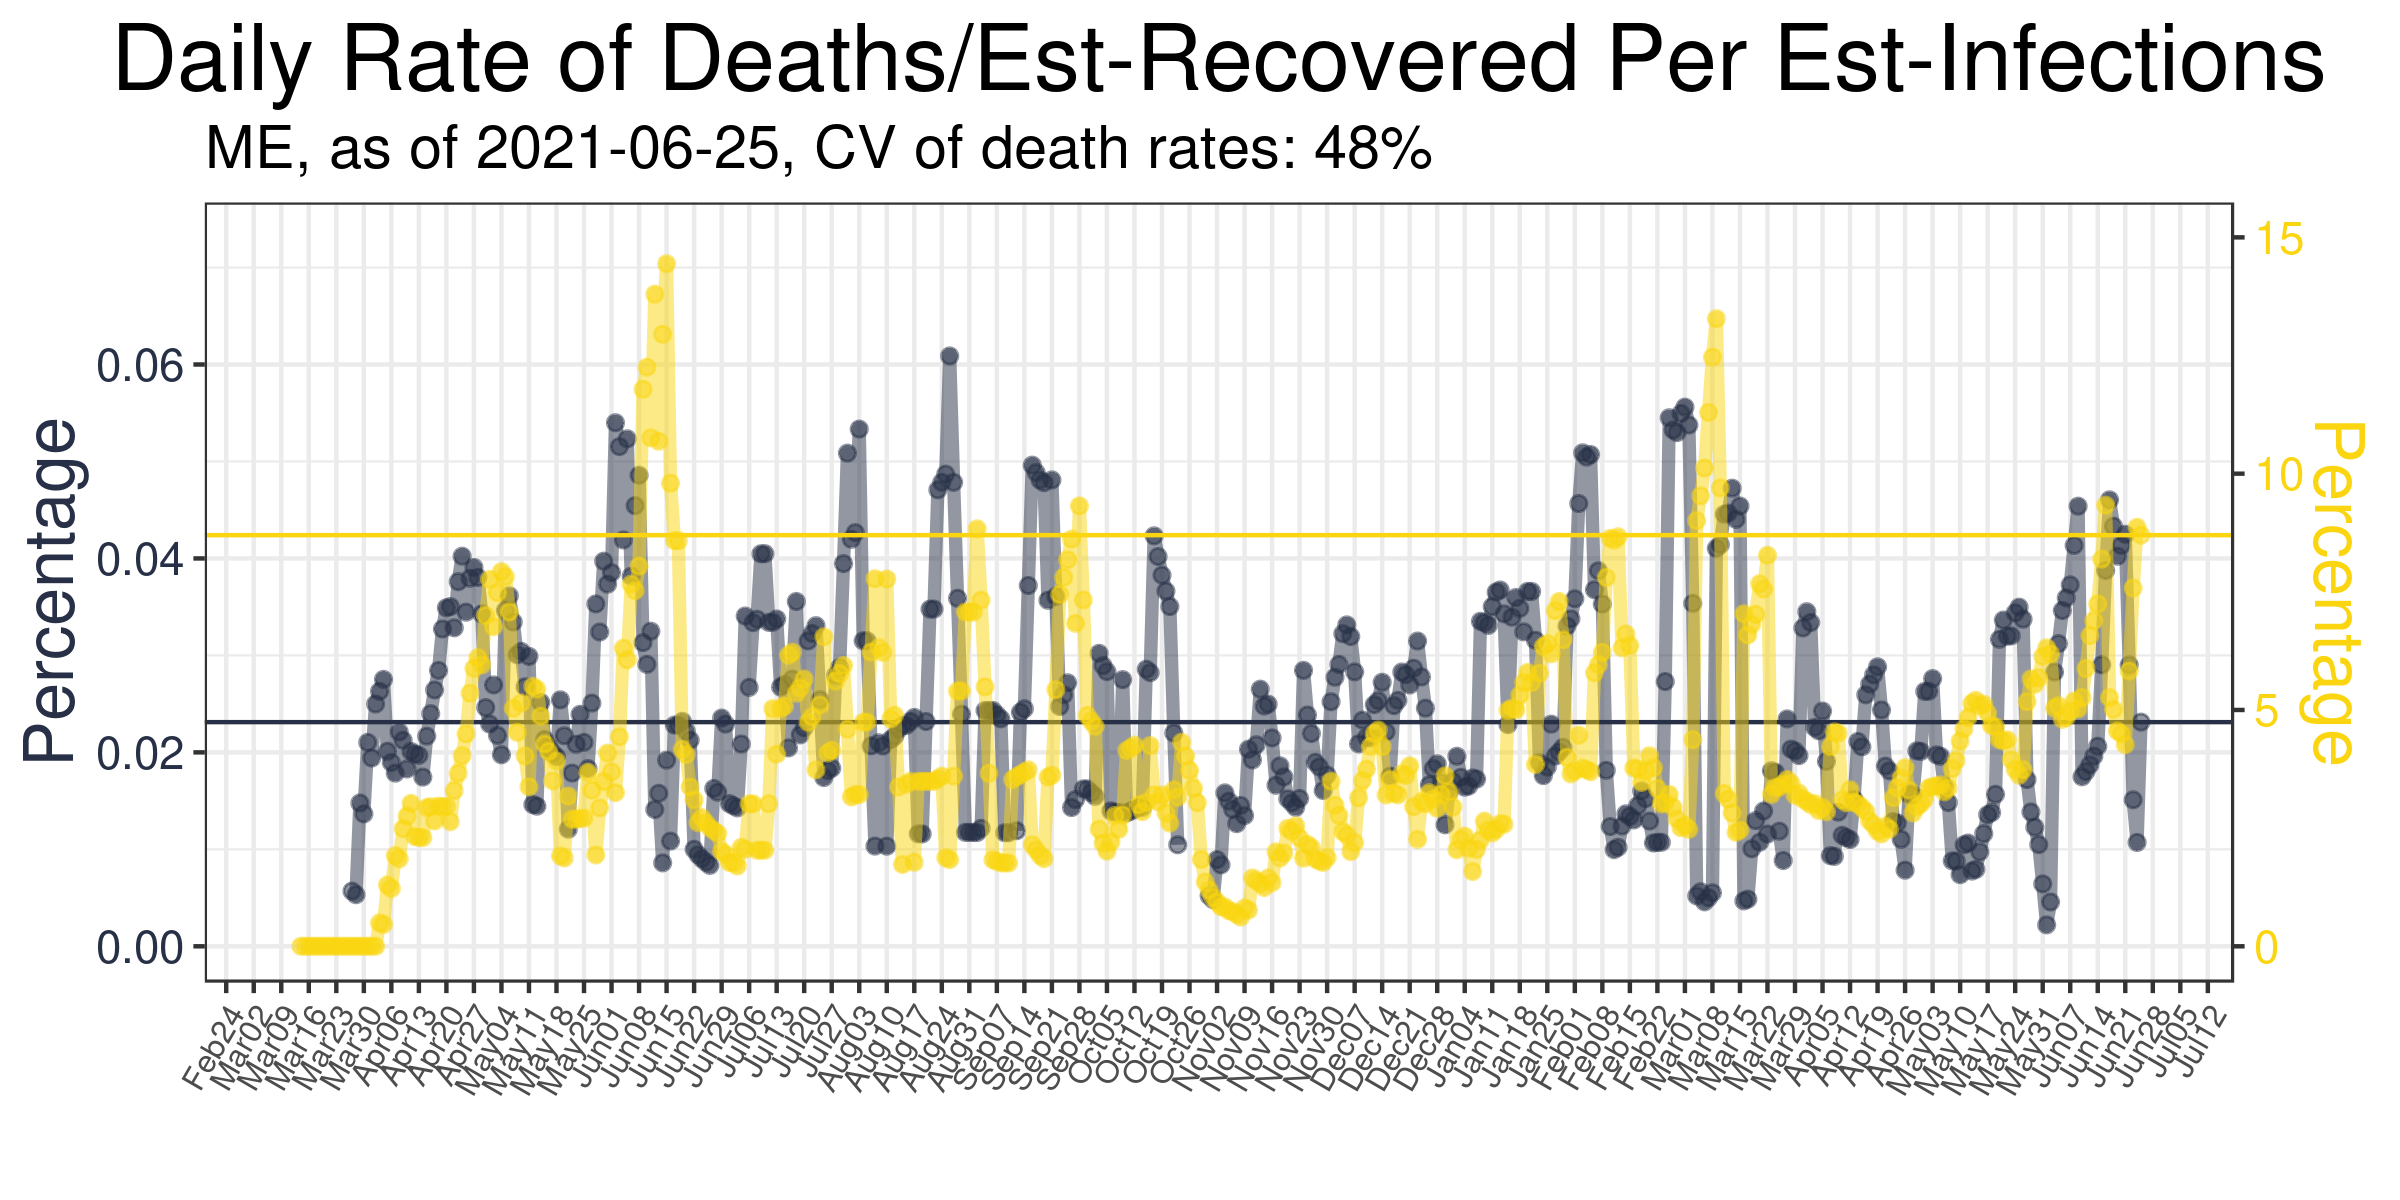 Daily Rate of Deaths/Est-Recovered Per Est-Infections
ME, as of 2021-06-25, CV of death rates: 48%
Percentage
0.06
0.04
0.02
0.00
15
10
5
0
Percentage
Feb24
Mar02
Mar09
Mar16
Mar23
Mar30
Apr06
Apr13
Apr20
Apr27
May04
May11
May18
May25
Jun01
Jun08
Jun15
Jun22
Jun29
Jul06
Jul13
Jul20
Jul27
Aug03
Aug10
Aug17
Aug24
Aug31
Sep07
Sep14
Sep21
Sep28
Oct05
Oct12
Oct19
Oct26
Nov02
Nov09
Nov16
Nov23
Nov30
Dec07
Dec14
Dec21
Dec28
Jan04
Jan11
Jan18
Jan25
Feb01
Feb08
Feb15
Feb22
Mar01
Mar08
Mar15
Mar22
Mar29
Apr05
Apr12
Apr19
Apr26
May03
May10
May17
May24
May31
Jun07
Jun14
Jun21
Jun28
Jul05
Jul12